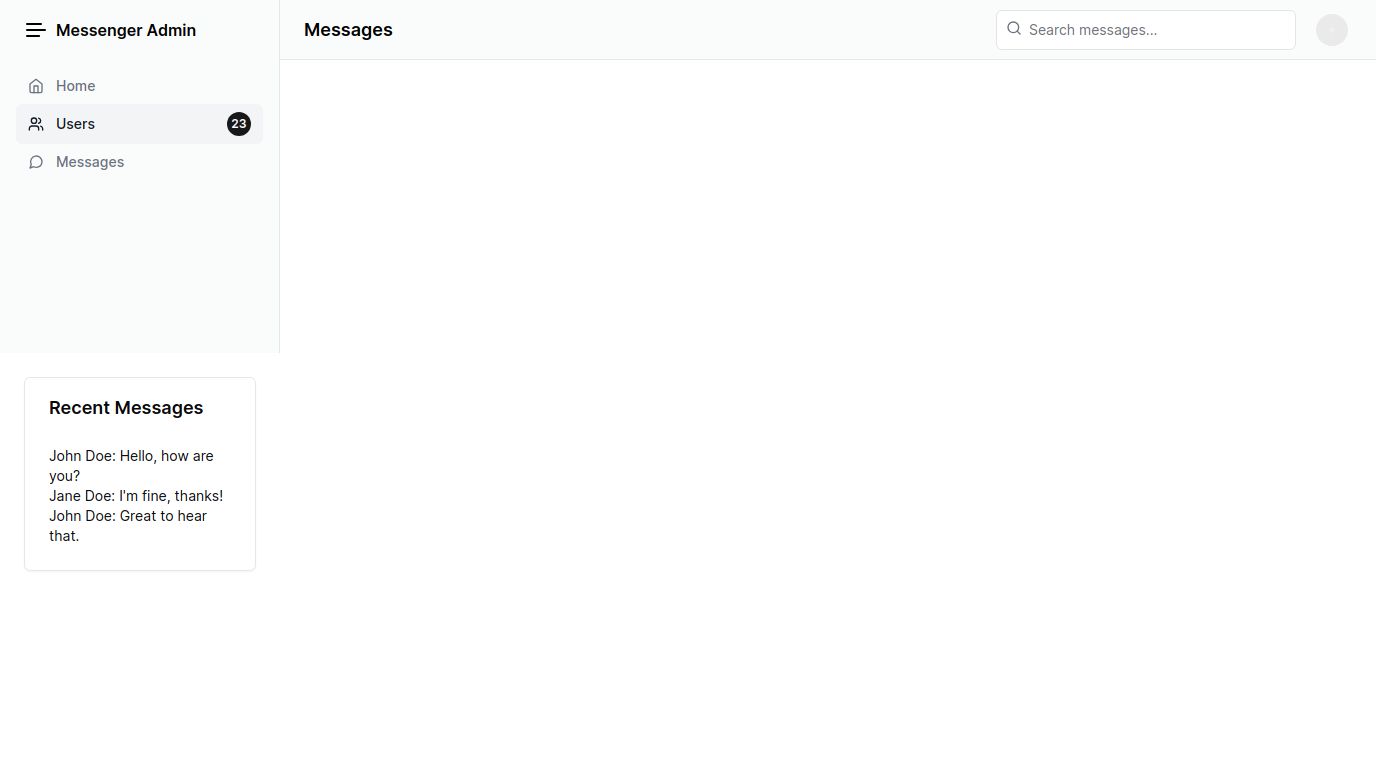 Messenger Admin
Messages
Search messages...
Home
Users
23
Messages
Recent Messages
John Doe: Hello, how are
you?
Jane Doe: I'm fine, thanks!
John Doe: Great to hear
that.